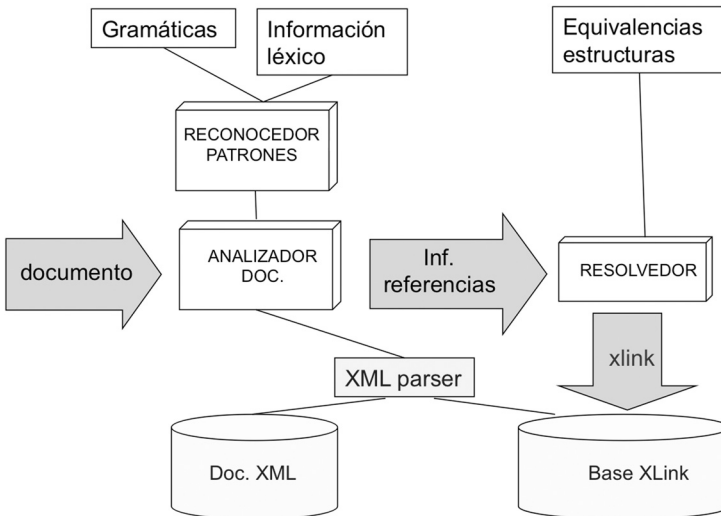 Gramáticas
Información
léxico
Equivalencias
estructuras
RECONOCEDOR
PATRONES
documento
ANALIZADOR
DOC.
Inf.
referencias
RESOLVEDOR
xlink
XML parser
Doc. XML
Base XLink